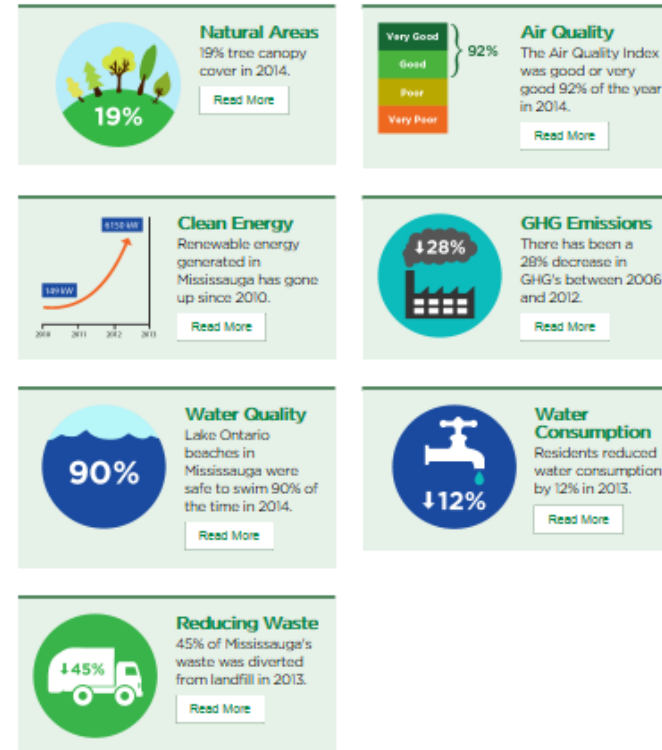 Natural Areas
19% tree canopy
cover in 2014.
Read More
19%
Very Good
Good
Poor
Very Poor
92%
Air Quality
The Air Quality Index
was good or very
good 92% of the year
in 2014.
Read More
6150 kW
149 kW
2010 2011 2012 2013
Clean Energy
Renewable energy
generated in
Mississauga has gone
up since 2010.
Read More
↓28%
GHG Emissions
There has been a
28% decrease in
GHG's between 2006
and 2012.
Read More
90%
Water Quality
Lake Ontario
beaches in
Mississauga were
safe to swim 90% of
the time in 2014.
Read More
↓12%
Water
Consumption
Residents reduced
water consumption
by 12% in 2013.
Read More
↓45%
Reducing Waste
45% of Mississauga's
waste was diverted
from landfill in 2013.
Read More